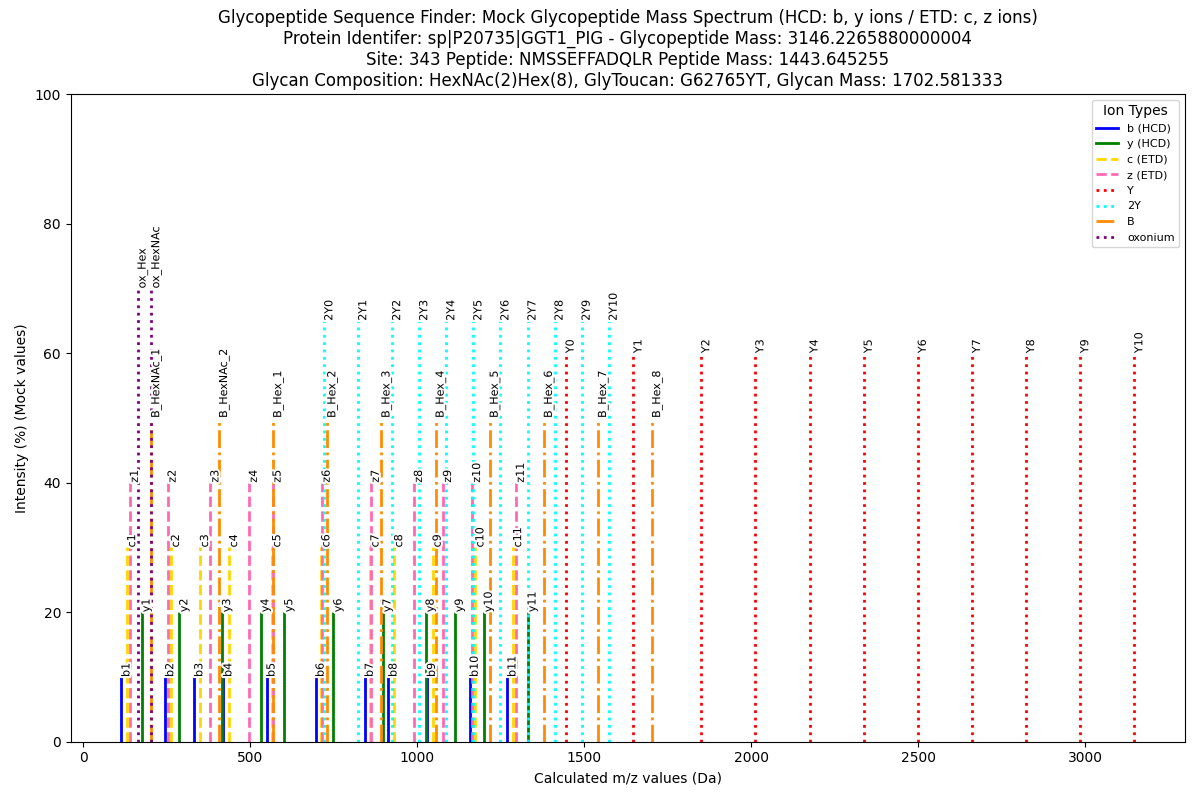 Glycopeptide Sequence Finder: Mock Glycopeptide Mass Spectrum (HCD: b, y ions / ETD: c, z ions)
Protein Identifer: sp|P20735|GGT1_PIG - Glycopeptide Mass: 3146.2265880000004
Site: 343 Peptide: NMSSEFFADQLR Peptide Mass: 1443.645255
Glycan Composition: HexNAc(2)Hex(8), GlyToucan: G62765YT, Glycan Mass: 1702.581333
Ion Types
b (HCD)
y (HCD)
c (ETD)
z (ETD)
Y
2Y
B
oxonium
100
80
60
40
20
0
Intensity (%) (Mock values)
ox_Hex
ox_HexNAc
2Y0
2Y1
2Y2
2Y3
2Y4
2Y5
2Y6
2Y7
2Y8
2Y9
2Y10
Y0
Y1
Y2
Y3
Y4
Y5
Y6
Y7
Y8
Y9
Y10
B_HexNAc_1
B_HexNAc_2
B_Hex_1
B_Hex_2
B_Hex_3
B_Hex_4
B_Hex_5
B_Hex_6
B_Hex_7
B_Hex_8
z1
z2
z3
z4
z5
z6
z7
z8
z9
z10
z11
c1
c2
c3
c4
c5
c6
c7
c8
c9
c10
c11
y1
y2
y3
y4
y5
y6
y7
y8
y9
y10
y11
b1
b2
b3
b4
b5
b6
b7
b8
b9
b10
b11
0
500
1000
1500
2000
2500
3000
Calculated m/z values (Da)